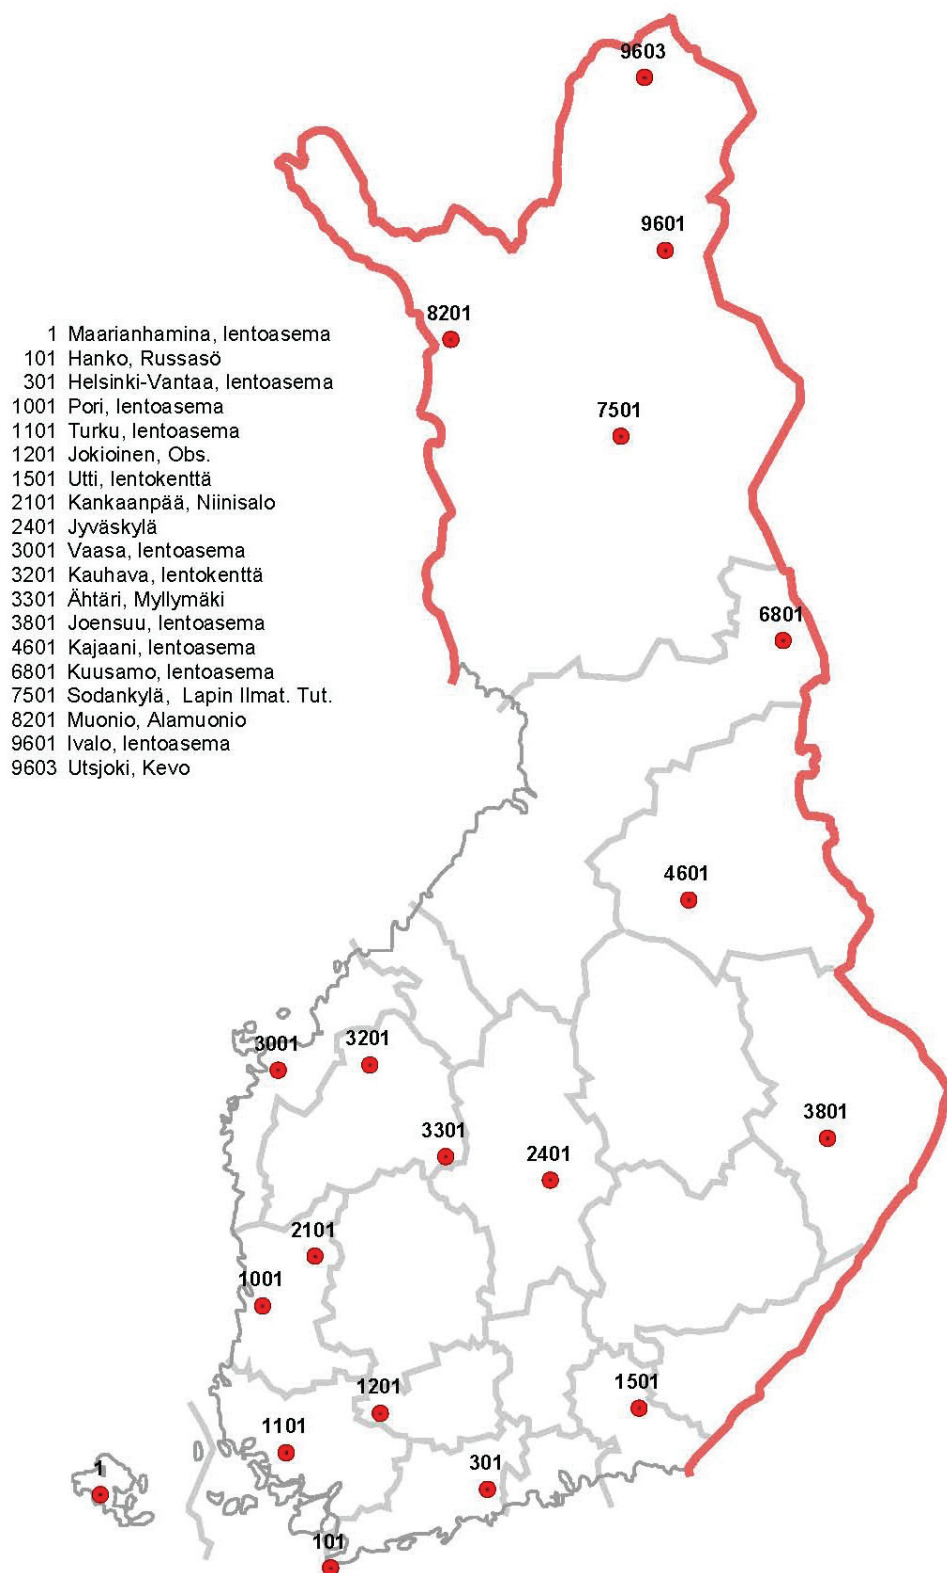 9603
9601
8201
1 Maarianhamina, lentoasema
101 Hanko, Russasö
301 Helsinki-Vantaa, lentoasema
1001 Pori, lentoasema
1101 Turku, lentoasema
1201 Jokioinen, Obs.
1501 Utti, lentokenttä
2101 Kankaanpää, Niinisalo
2401 Jyväskylä
3001 Vaasa, lentoasema
3201 Kauhava, lentokenttä
3301 Ähtäri, Myllymäki
3801 Joensuu, lentoasema
4601 Kajaani, lentoasema
6801 Kuusamo, lentoasema
7501 Sodankylä, Lapin Ilmat. Tut.
8201 Muonio, Alamuonio
9601 Ivalo, lentoasema
9603 Utsjoki, Kevo
7501
6801
4601
3001
3201
3801
3301
2401
2101
1001
1201
1501
1101
1
301
101